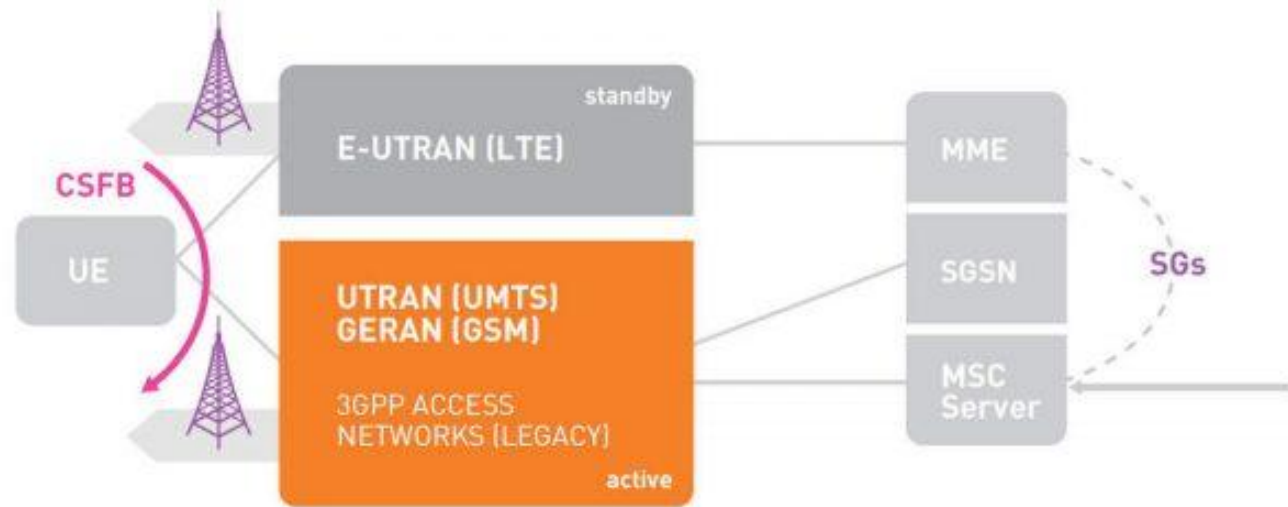 standby
E-UTRAN (LTE)
MME
CSFB
UE
SGSN
SGs
UTRAN (UMTS)
GERAN (GSM)
3GPP ACCESS
NETWORKS (LEGACY)
active
MSC
Server